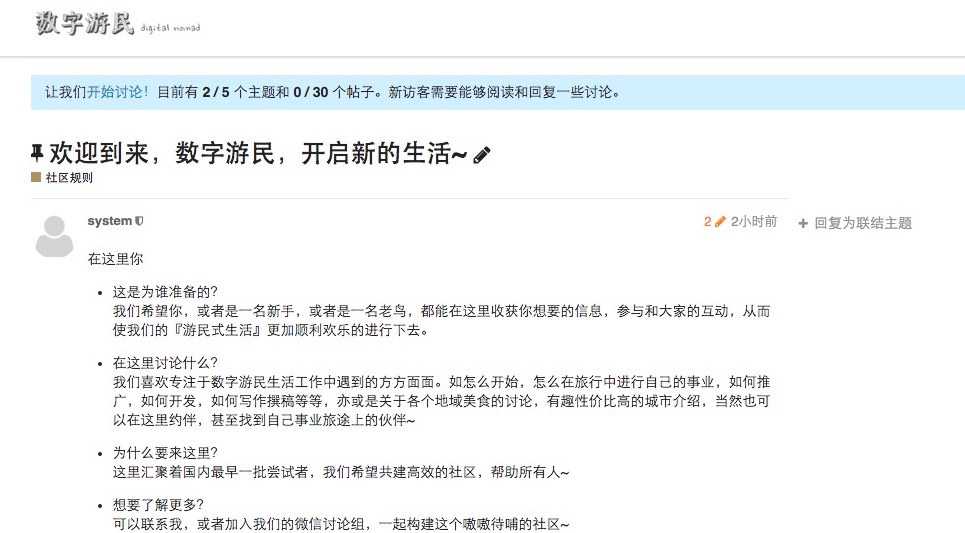 数字游民 digital nomad
让我们开始讨论！目前有 2 / 5 个主题和 0 / 30 个帖子。新访客需要能够阅读和回复一些讨论。
欢迎到来，数字游民，开启新的生活~
社区规则
system 2 2小时前 + 回复为联结主题
在这里你
• 这是为谁准备的?
我们希望你，或者是一名新手，或者是一名老鸟，都能在这里收获你想要的信息，参与和大家的互动，从而
使我们的『游民式生活』更加顺利欢乐的进行下去。
• 在这里讨论什么?
我们喜欢专注于数字游民生活工作中遇到的方方面面。如怎么开始，怎么在旅行中进行自己的事业，如何推
广，如何开发，如何写作撰稿等等，亦或是关于各个地域美食的讨论，有趣性价比高的城市介绍，当然也可
以在这里约伴，甚至找到自己事业旅途上的伙伴~
• 为什么要来这里?
这里汇聚着国内最早一批尝试者，我们希望共建高效的社区，帮助所有人~
• 想要了解更多?
可以联系我，或者加入我们的微信讨论组，一起构建这个嗷嗷待哺的社区~